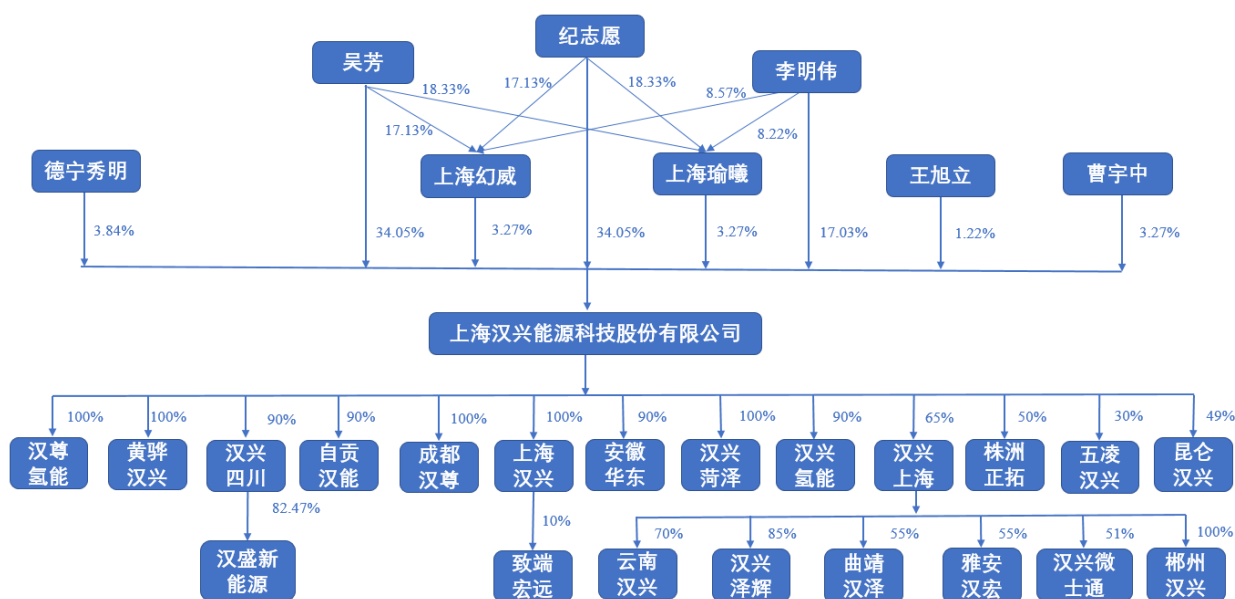 纪志愿
吴芳
李明伟
18.33%
17.13%
18.33%
8.57%
17.13%
8.22%
德宁秀明
上海幻威
上海瑜曦
王旭立
曹宇中
3.84%
34.05%
3.27%
34.05%
3.27%
17.03%
1.22%
3.27%
上海汉兴能源科技股份有限公司
100%
100%
90%
90%
100%
100%
90%
100%
90%
65%
50%
30%
49%
汉尊
氢能
黄骅
汉兴
汉兴
四川
自贡
汉能
成都
汉尊
上海
汉兴
安徽
华东
汉兴
菏泽
汉兴
氢能
汉兴
上海
株洲
正拓
五凌
汉兴
昆仑
汉兴
82.47%
10%
70%
85%
55%
55%
51%
100%
汉盛新
能源
致端
宏远
云南
汉兴
汉兴
泽辉
曲靖
汉泽
雅安
汉宏
汉兴微
士通
郴州
汉兴